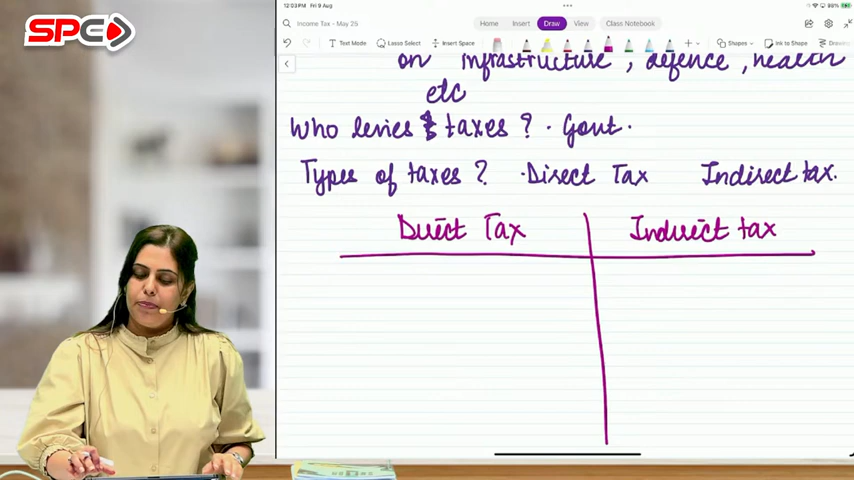 SPC
12:03 PM Fri 9 Aug
88%
Income Tax - May 25
Home Insert Draw View Class Notebook
Text Mode Lasso Select Insert Space Shapes Ink to Shape Drawing
on infrastructure, defence, health
etc
Who levies taxes? · Govt.
Types of taxes? · Direct Tax Indirect tax.
Direct Tax Indirect tax